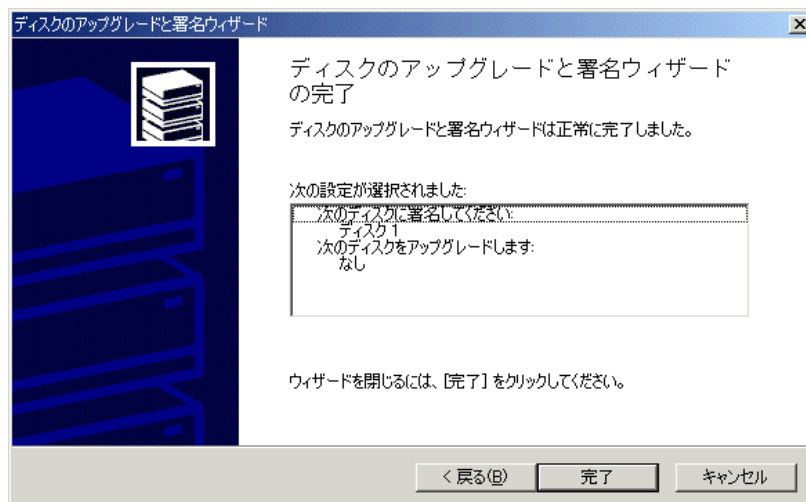 ディスクのアップグレードと署名ウィザード
ディスクのアップグレードと署名ウィザード
の完了
ディスクのアップグレードと署名ウィザードは正常に完了しました。
次の設定が選択されました:
次のディスクに署名してください:
ディスク 1
次のディスクをアップグレードします:
なし
ウィザードを閉じるには、[完了] をクリックしてください。
< 戻る(B)
完了
キャンセル